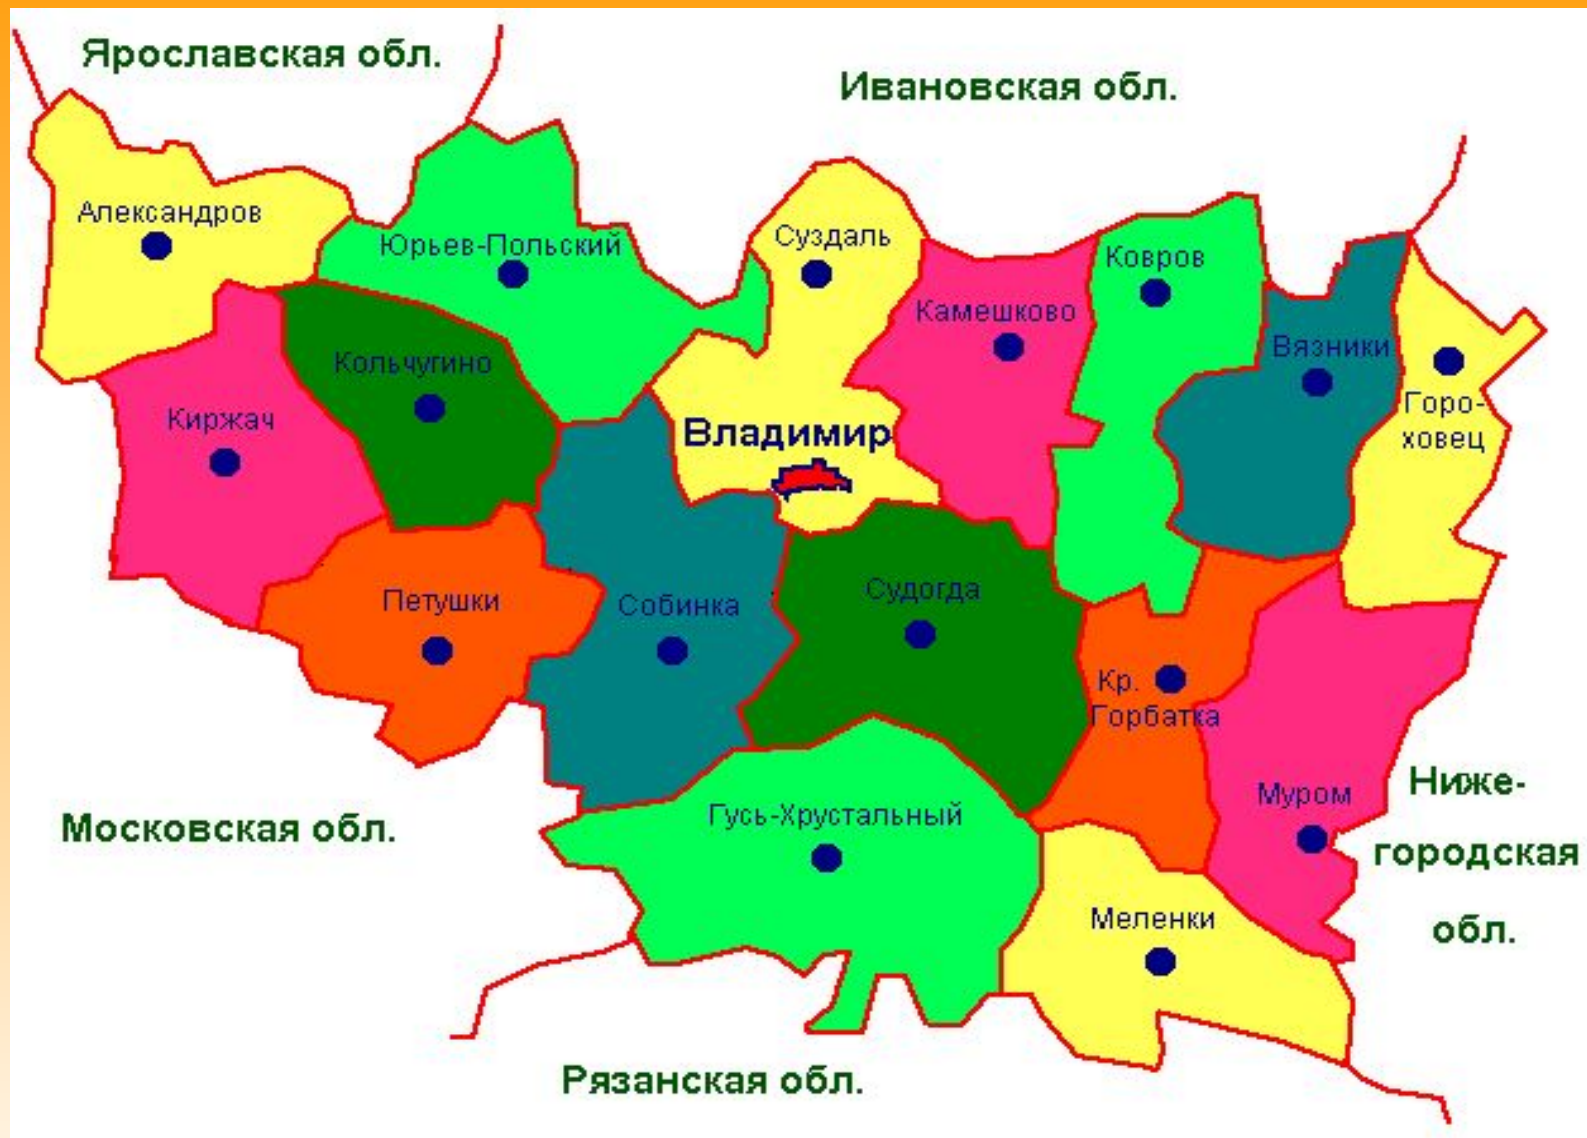 Ярославская обл.
Ивановская обл.
Александров
Юрьев-Польский
Суздаль
Ковров
Камешково
Вязники
Кольчугино
Киржач
Владимир
Горо-
ховец
Петушки
Собинка
Судогда
Кр.
Горбатка
Муром
Ниже-
городская
обл.
Московская обл.
Гусь-Хрустальный
Меленки
Рязанская обл.